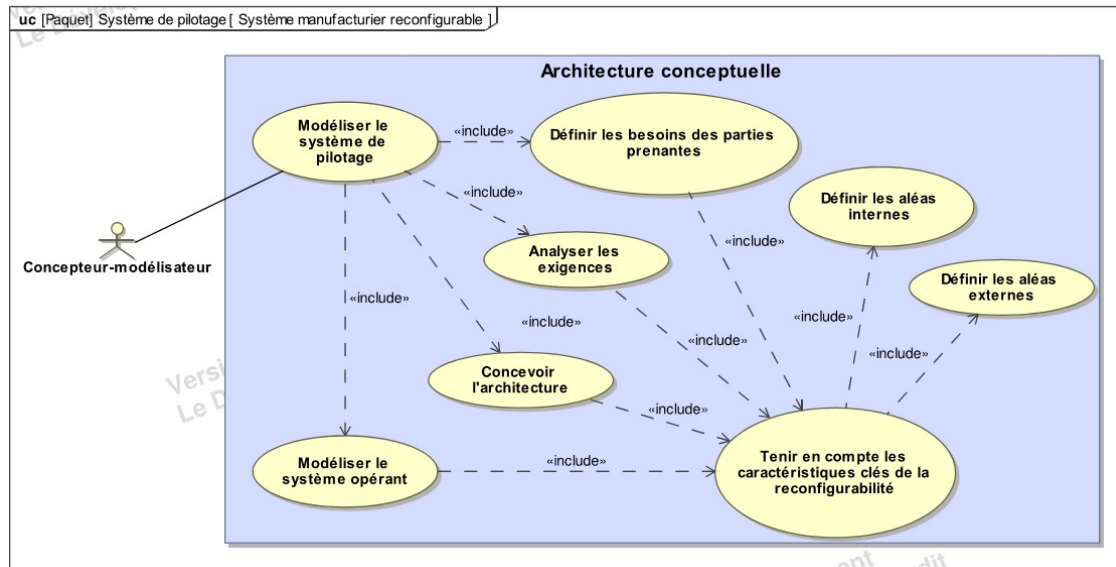 uc [Paquet] Système de pilotage [ Système manufacturier reconfigurable ]
Architecture conceptuelle
Modéliser le
système de
pilotage
«include»
Définir les besoins des parties
prenantes
Définir les aléas
internes
«include»
«include»
Analyser les
exigences
Définir les aléas
externes
Concepteur-modélisateur
«include»
«include»
«include»
«include»
«include»
Concevoir
l'architecture
«include»
Modéliser le
système opérant
«include»
Tenir en compte les
caractéristiques clés de la
reconfigurabilité